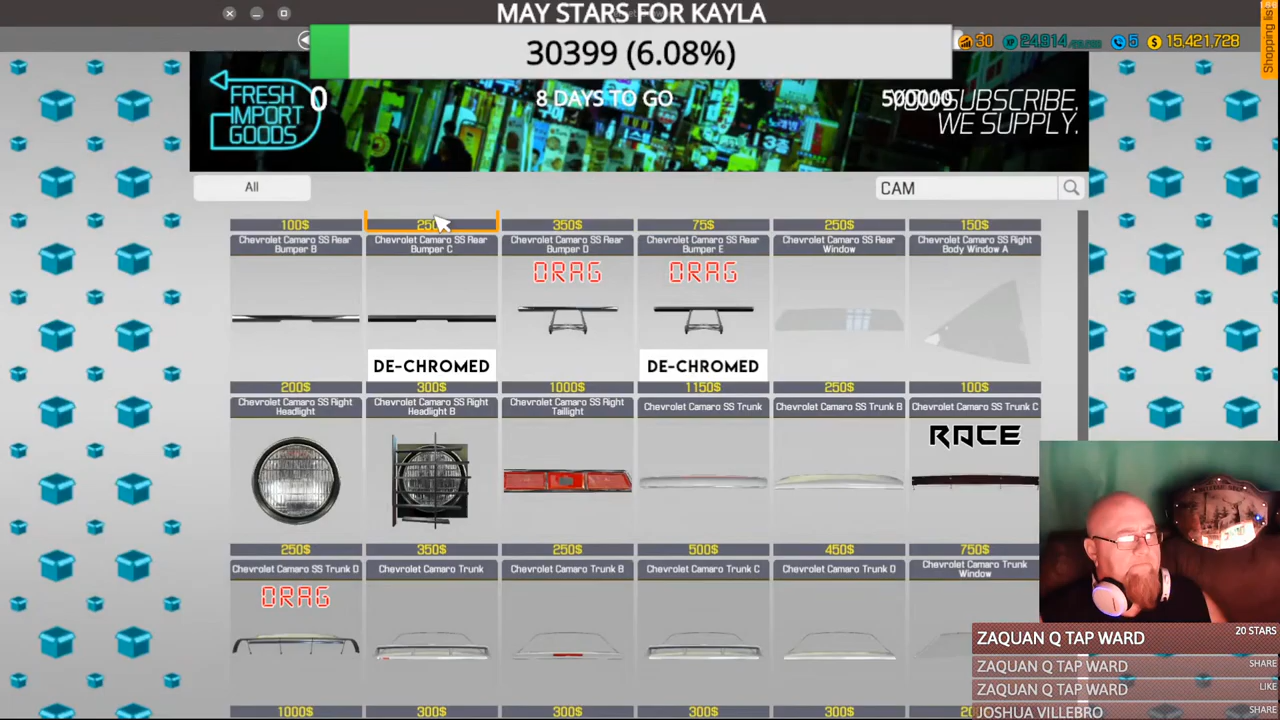 MAY STARS FOR KAYLA
30399 (6.08%)
0
8 DAYS TO GO
500000
30
24,914
5
15,421,728
Shopping list
FRESH
IMPORT
GOODS
SUBSCRIBE.
WE SUPPLY.
All
CAM
100$
350$
75$
250$
150$
Chevrolet Camaro SS Rear Bumper B
Chevrolet Camaro SS Rear Bumper C
Chevrolet Camaro SS Rear Bumper D
Chevrolet Camaro SS Rear Bumper E
Chevrolet Camaro SS Rear Window
Chevrolet Camaro SS Right Body Window A
DRAG
DRAG
DE-CHROMED
DE-CHROMED
200$
300$
1000$
1150$
250$
100$
Chevrolet Camaro SS Right Headlight
Chevrolet Camaro SS Right Headlight B
Chevrolet Camaro SS Right Taillight
Chevrolet Camaro SS Trunk
Chevrolet Camaro SS Trunk B
Chevrolet Camaro SS Trunk C
RACE
250$
350$
250$
500$
450$
750$
Chevrolet Camaro SS Trunk D
Chevrolet Camaro Trunk
Chevrolet Camaro Trunk B
Chevrolet Camaro Trunk C
Chevrolet Camaro Trunk D
Chevrolet Camaro Trunk Window
DRAG
1000$
300$
300$
300$
300$
ZAQUAN Q TAP WARD
20 STARS
ZAQUAN Q TAP WARD
SHARE
ZAQUAN Q TAP WARD
LIKE
JOSHUA VILLEBRO
SHARE